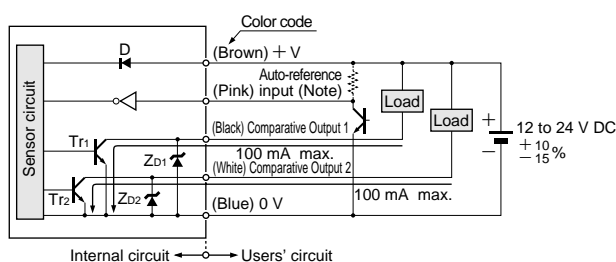 Color code
D
(Brown) + V
Auto-reference
(Pink) input (Note)
Load
Load
Sensor circuit
(Black) Comparative Output 1
Tr1
ZD1
100 mA max.
(White) Comparative Output 2
Tr2
ZD2
100 mA max.
(Blue) 0 V
+
−
12 to 24 V DC
+ 10
− 15 %
Internal circuit
Users' circuit